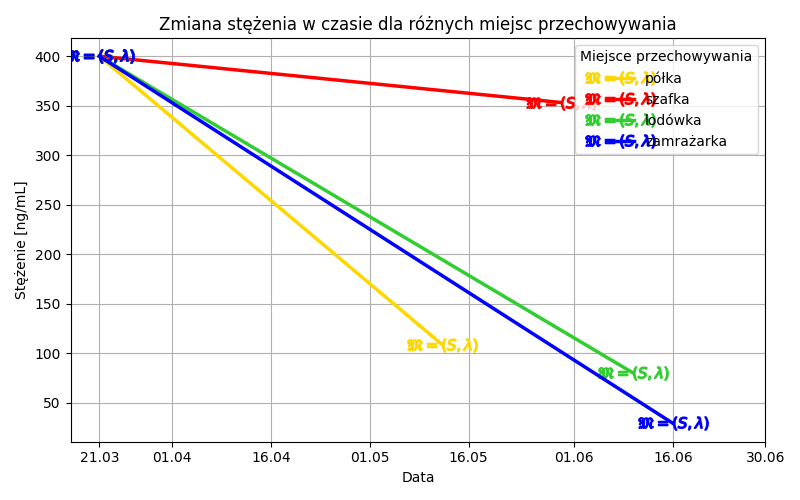 Zmiana stężenia w czasie dla różnych miejsc przechowywania
Stężenie [ng/mL]
400
350
300
250
200
150
100
50
𝕸 = (S, λ)
𝕸 = (S, λ)
𝕸 = (S, λ)
𝕸 = (S, λ)
Miejsce przechowywania
𝕸 = (S, λ) półka
𝕸 = (S, λ) szafka
𝕸 = (S, λ) lodówka
𝕸 = (S, λ) zamrażarka
21.03 01.04 16.04 01.05 16.05 01.06 16.06 30.06
Data